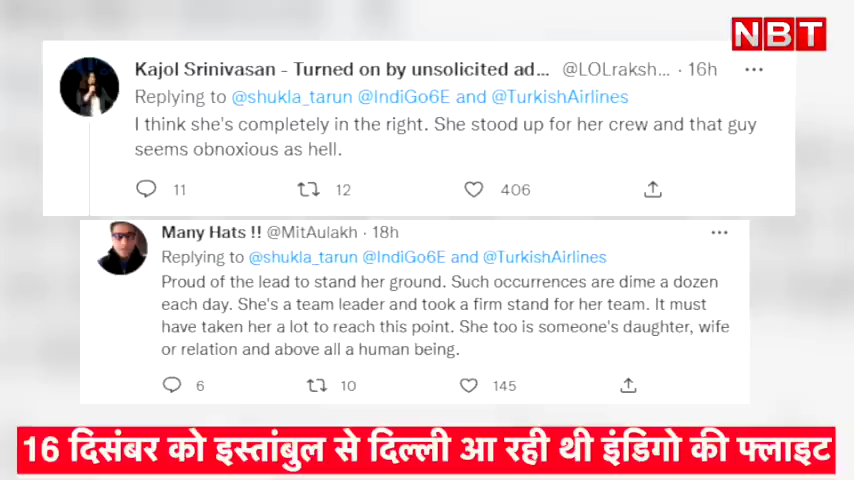 NBT
Kajol Srinivasan - Turned on by unsolicited ad... @LOLraksh... · 16h
Replying to @shukla_tarun @IndiGo6E and @TurkishAirlines
I think she's completely in the right. She stood up for her crew and that guy
seems obnoxious as hell.
11 12 406
Many Hats !! @MitAulakh · 18h
Replying to @shukla_tarun @IndiGo6E and @TurkishAirlines
Proud of the lead to stand her ground. Such occurrences are dime a dozen
each day. She's a team leader and took a firm stand for her team. It must
have taken her a lot to reach this point. She too is someone's daughter, wife
or relation and above all a human being.
6 10 145
16 दिसंबर को इस्तांबुल से दिल्ली आ रही थी इंडिगो की फ्लाइट